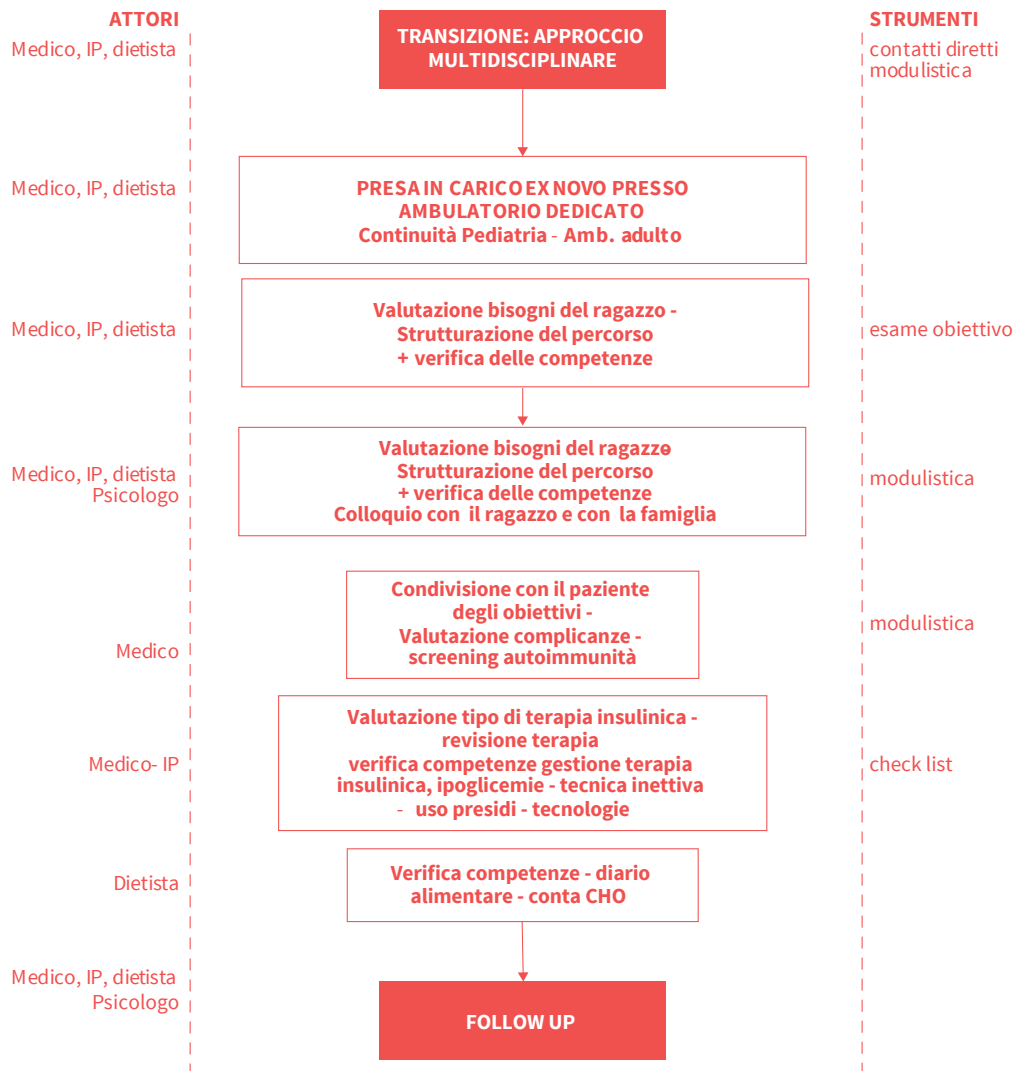 ATTORI
STRUMENTI
Medico, IP, dietista
TRANSIZIONE: APPROCCIO
MULTIDISCIPLINARE
contatti diretti
modulistica
Medico, IP, dietista
PRESA IN CARICO EX NOVO PRESSO
AMBULATORIO DEDICATO
Continuità Pediatria - Amb. adulto
Medico, IP, dietista
Valutazione bisogni del ragazzo -
Strutturazione del percorso
+ verifica delle competenze
esame obiettivo
Medico, IP, dietista
Psicologo
Valutazione bisogni del ragazzo-
Strutturazione del percorso
+ verifica delle competenze
Colloquio con il ragazzo e con la famiglia
modulistica
Medico
Condivisione con il paziente
degli obiettivi -
Valutazione complicanze -
screening autoimmunità
modulistica
Medico- IP
Valutazione tipo di terapia insulinica -
revisione terapia
verifica competenze gestione terapia
insulinica, ipoglicemie - tecnica inettiva
- uso presidi - tecnologie
check list
Dietista
Verifica competenze - diario
alimentare - conta CHO
Medico, IP, dietista
Psicologo
FOLLOW UP